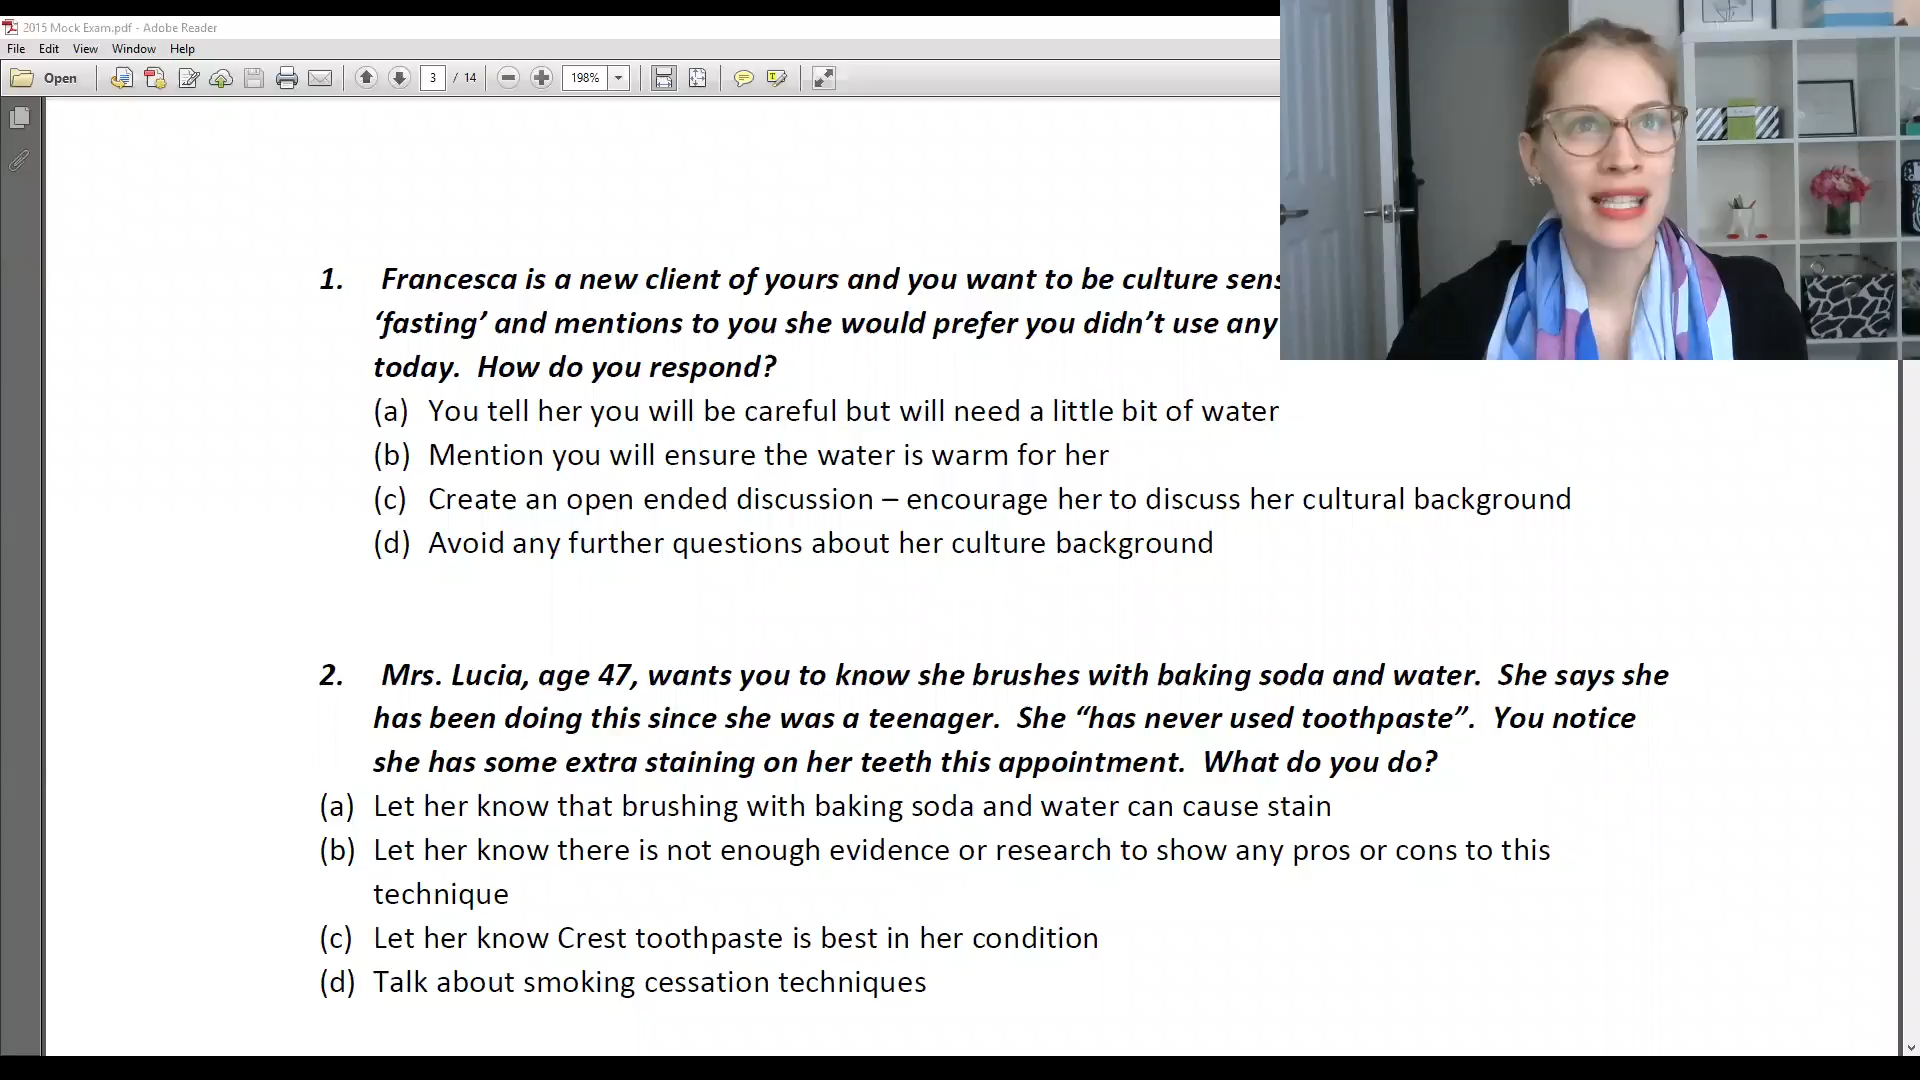 2015 Mock Exam.pdf - Adobe Reader
File Edit View Window Help
Open 3 / 14 198%
1. Francesca is a new client of yours and you want to be culture sens
‘fasting’ and mentions to you she would prefer you didn’t use any
today. How do you respond?
(a) You tell her you will be careful but will need a little bit of water
(b) Mention you will ensure the water is warm for her
(c) Create an open ended discussion – encourage her to discuss her cultural background
(d) Avoid any further questions about her culture background
2. Mrs. Lucia, age 47, wants you to know she brushes with baking soda and water. She says she
has been doing this since she was a teenager. She “has never used toothpaste”. You notice
she has some extra staining on her teeth this appointment. What do you do?
(a) Let her know that brushing with baking soda and water can cause stain
(b) Let her know there is not enough evidence or research to show any pros or cons to this
technique
(c) Let her know Crest toothpaste is best in her condition
(d) Talk about smoking cessation techniques